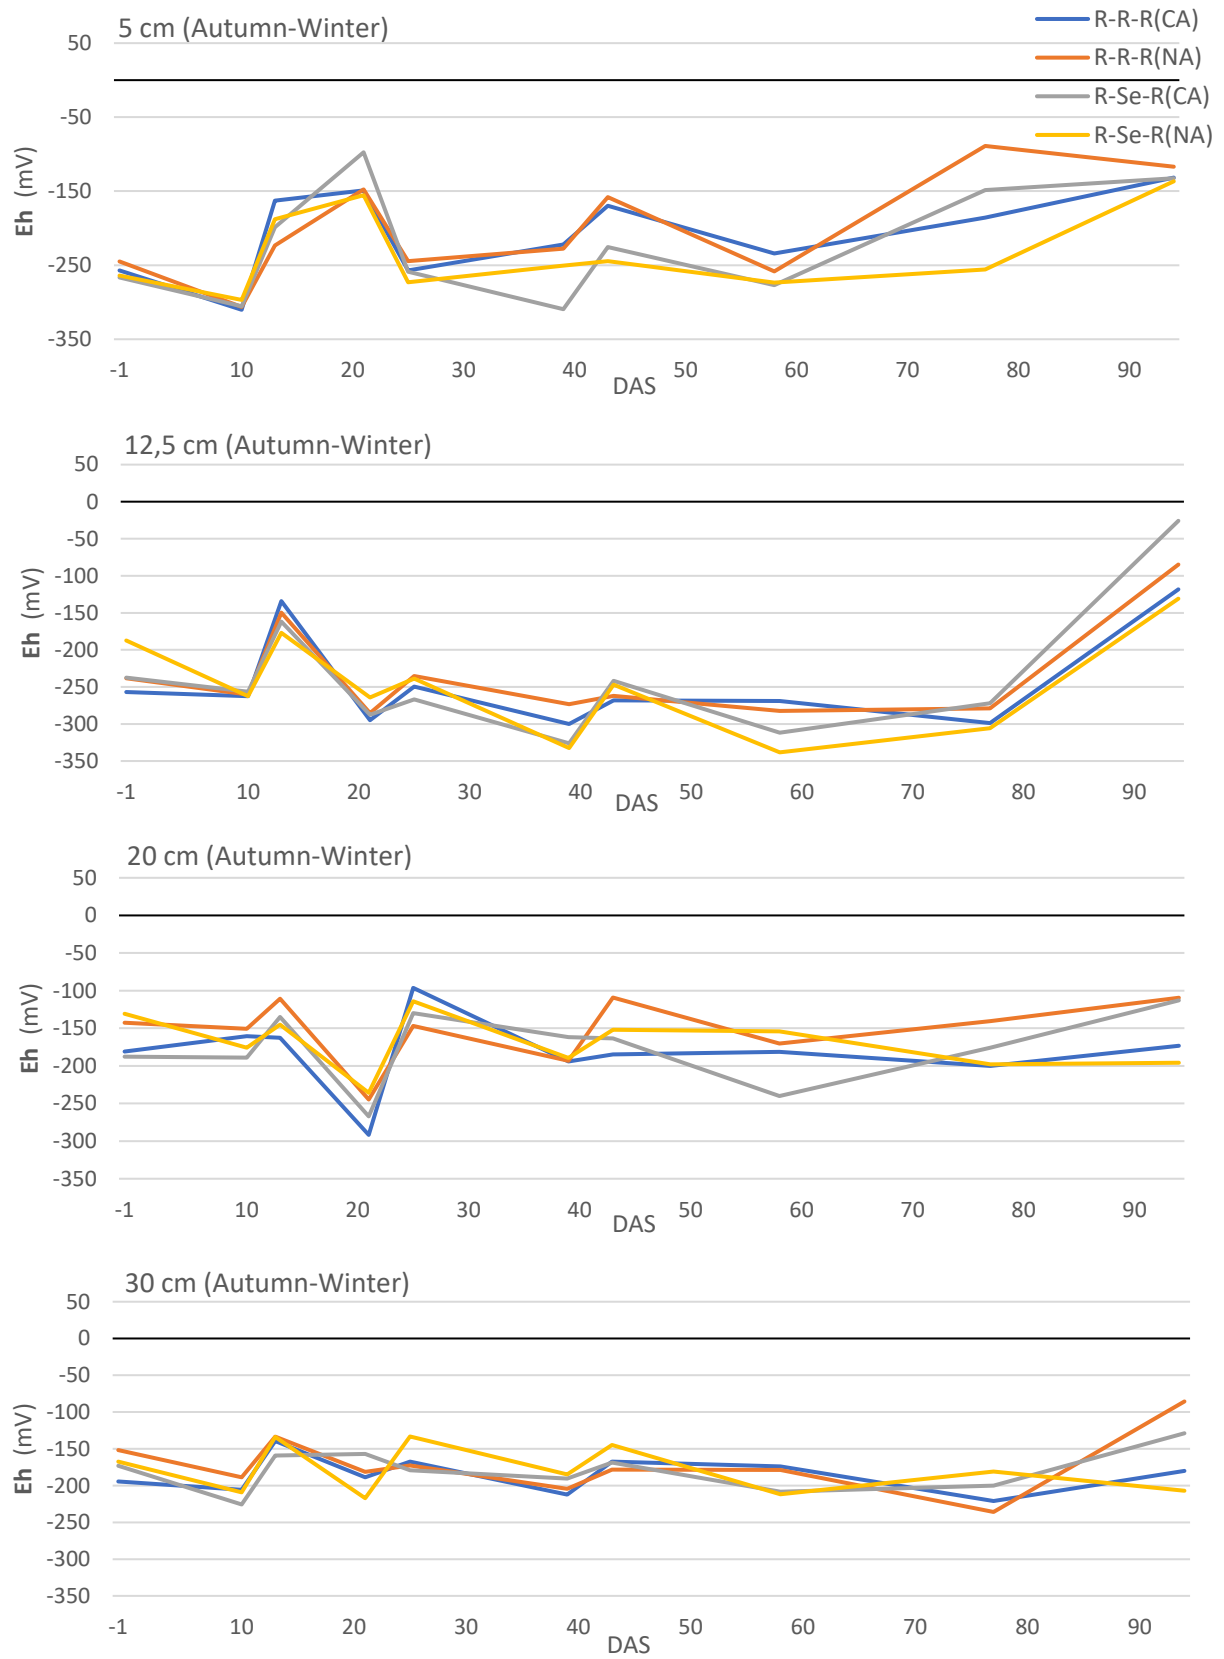 5 cm (Autumn-Winter)
R-R-R(CA)
R-R-R(NA)
R-Se-R(CA)
R-Se-R(NA)
50
-50
-150
-250
-350
Eh (mV)
-1 10 20 30 40 50 60 70 80 90
DAS
12,5 cm (Autumn-Winter)
50
0
-50
-100
-150
-200
-250
-300
-350
Eh (mV)
-1 10 20 30 40 50 60 70 80 90
DAS
20 cm (Autumn-Winter)
50
0
-50
-100
-150
-200
-250
-300
-350
Eh (mV)
-1 10 20 30 40 50 60 70 80 90
DAS
30 cm (Autumn-Winter)
50
0
-50
-100
-150
-200
-250
-300
-350
Eh (mV)
-1 10 20 30 40 50 60 70 80 90
DAS